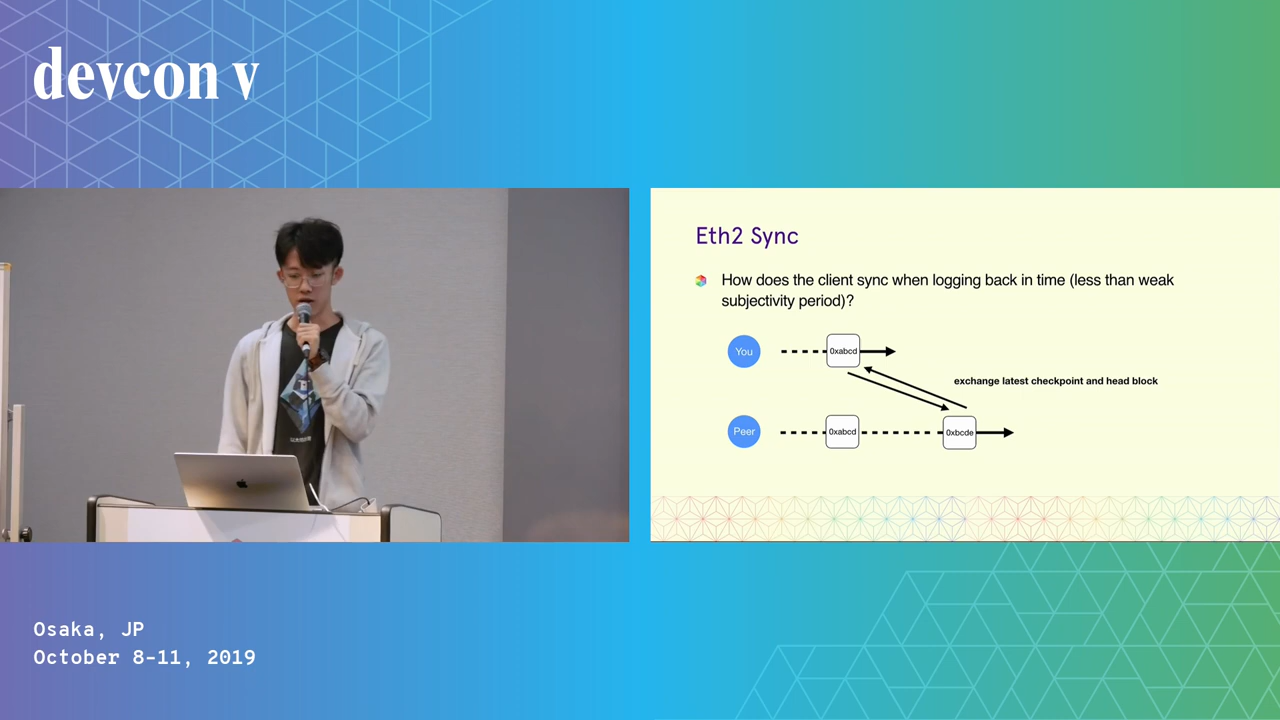 devcon v
Eth2 Sync
How does the client sync when logging back in time (less than weak
subjectivity period)?
You
0xabcd
exchange latest checkpoint and head block
Peer
0xabcd
0xbcde
Osaka, JP
October 8-11, 2019